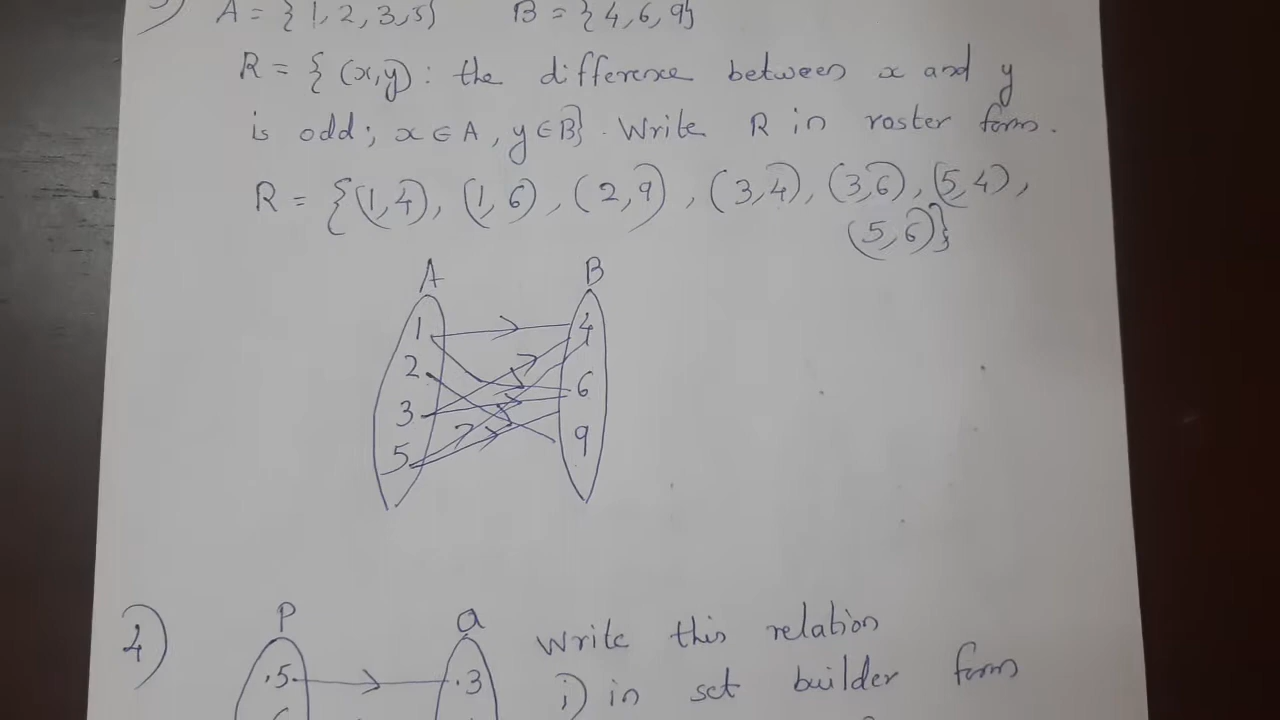 A = {1, 2, 3, 5} B = {4, 6, 9}
R = { (x,y) : the difference between x and y
is odd; x ∈ A, y ∈ B}. Write R in roster form.
R = {(1,4), (1,6), (2,9), (3,4), (3,6), (5,4),
(5,6)}
A B
1 4
2 6
3 9
5
4) P Q Write this relation
.5 .3 i) in set builder form